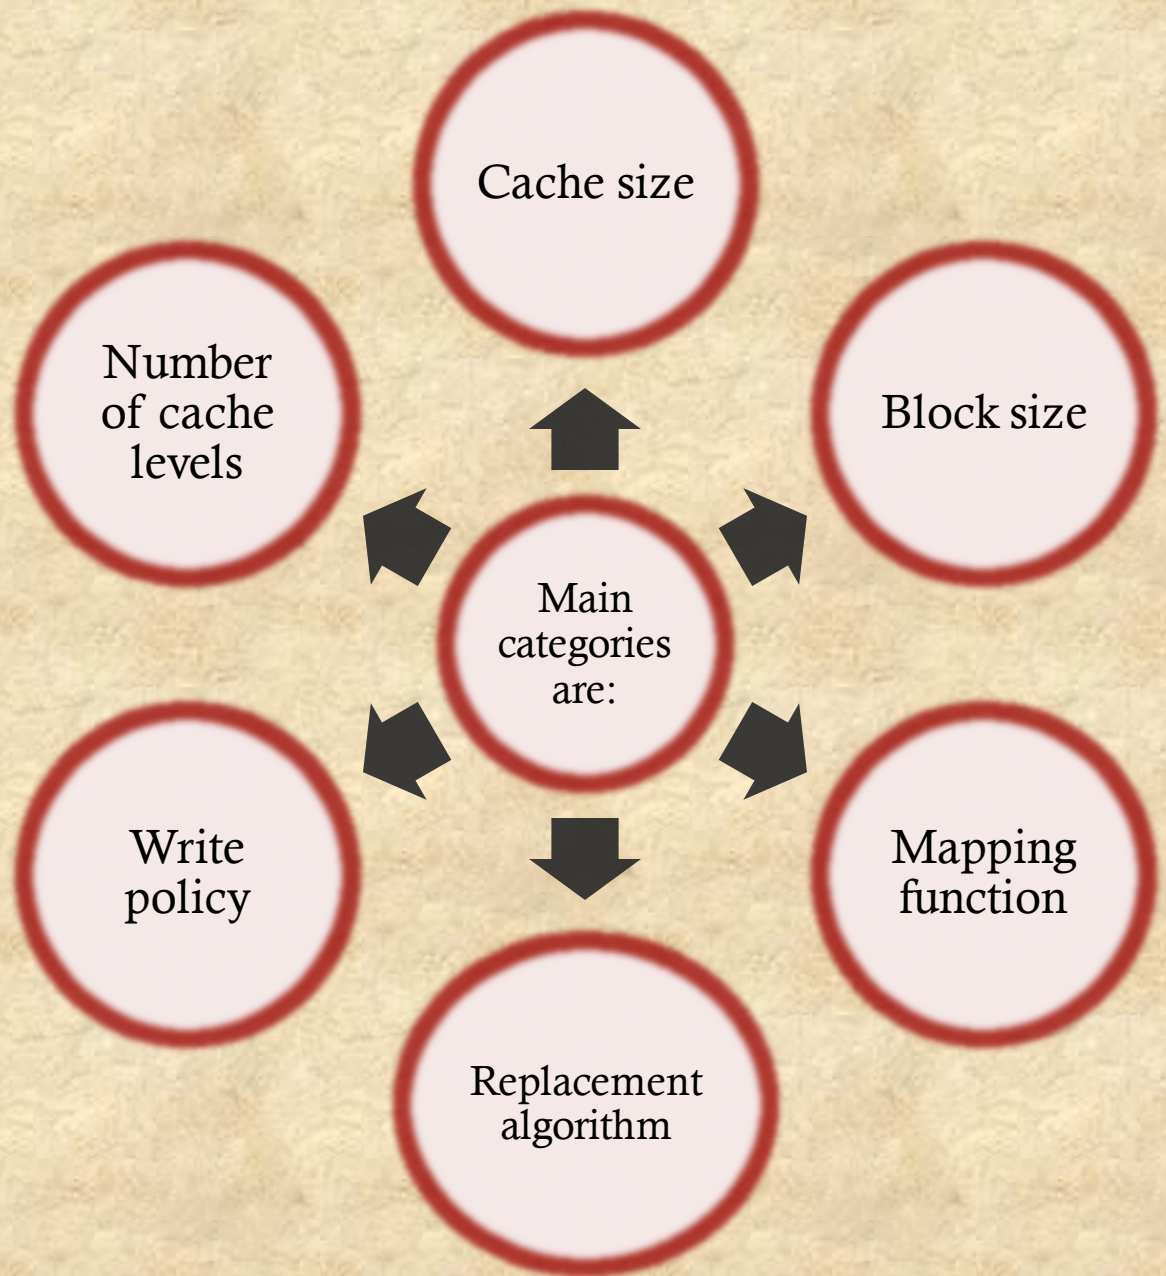 Cache size
Number
of cache
levels
Block size
Main
categories
are:
Write
policy
Mapping
function
Replacement
algorithm